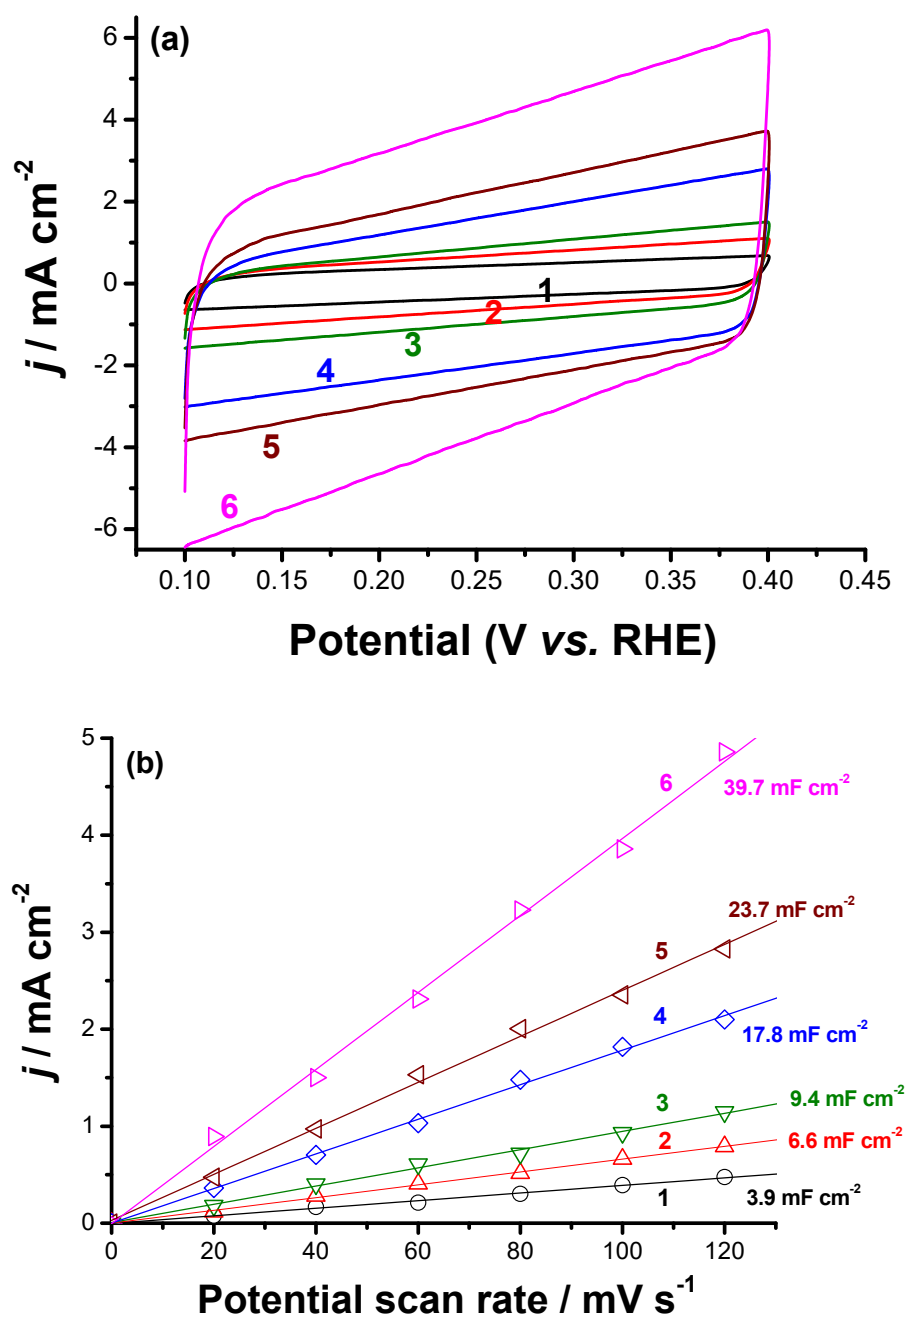 (a)
6
4
2
0
-2
-4
-6
j / mA cm-2
1
2
3
4
5
6
0.10 0.15 0.20 0.25 0.30 0.35 0.40 0.45
Potential (V vs. RHE)
(b)
5
4
3
2
1
0
j / mA cm-2
6
39.7 mF cm-2
23.7 mF cm-2
5
4
17.8 mF cm-2
3
9.4 mF cm-2
2
6.6 mF cm-2
1
3.9 mF cm-2
0 20 40 60 80 100 120
Potential scan rate / mV s-1